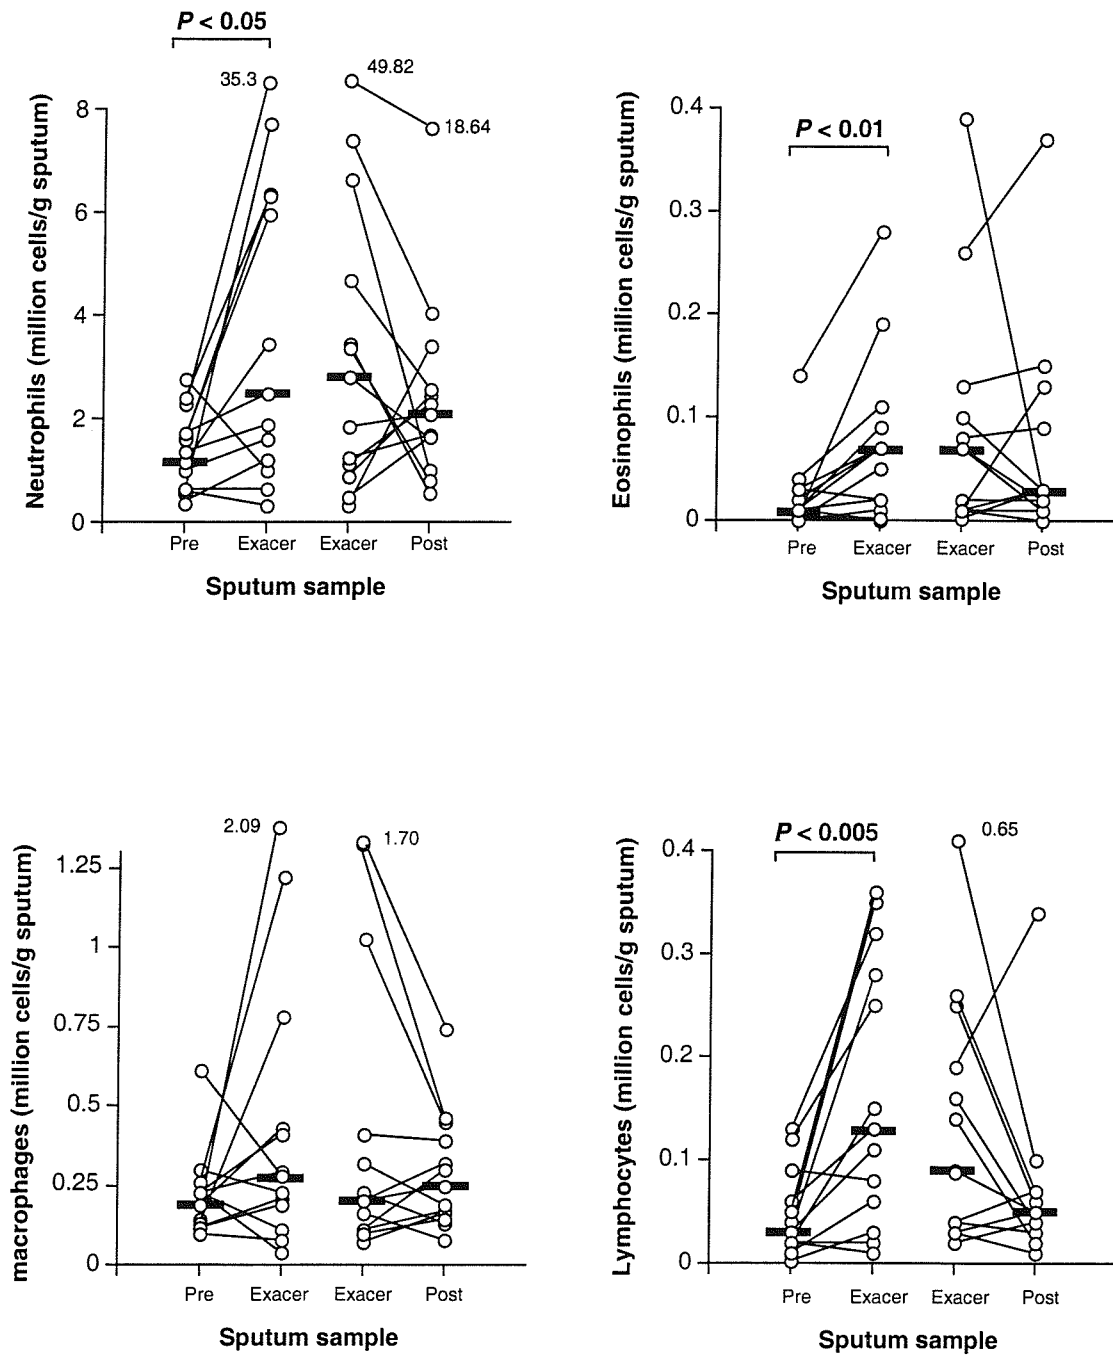 P < 0.05
35.3
49.82
18.64
8
6
4
2
0
Neutrophils (million cells/g sputum)
Pre Exacer Exacer Post
Sputum sample
P < 0.01
0.4
0.3
0.2
0.1
0
Eosinophils (million cells/g sputum)
Pre Exacer Exacer Post
Sputum sample
2.09
1.70
1.25
1
0.75
0.5
0.25
0
macrophages (million cells/g sputum)
Pre Exacer Exacer Post
Sputum sample
P < 0.005
0.65
0.4
0.3
0.2
0.1
0
Lymphocytes (million cells/g sputum)
Pre Exacer Exacer Post
Sputum sample